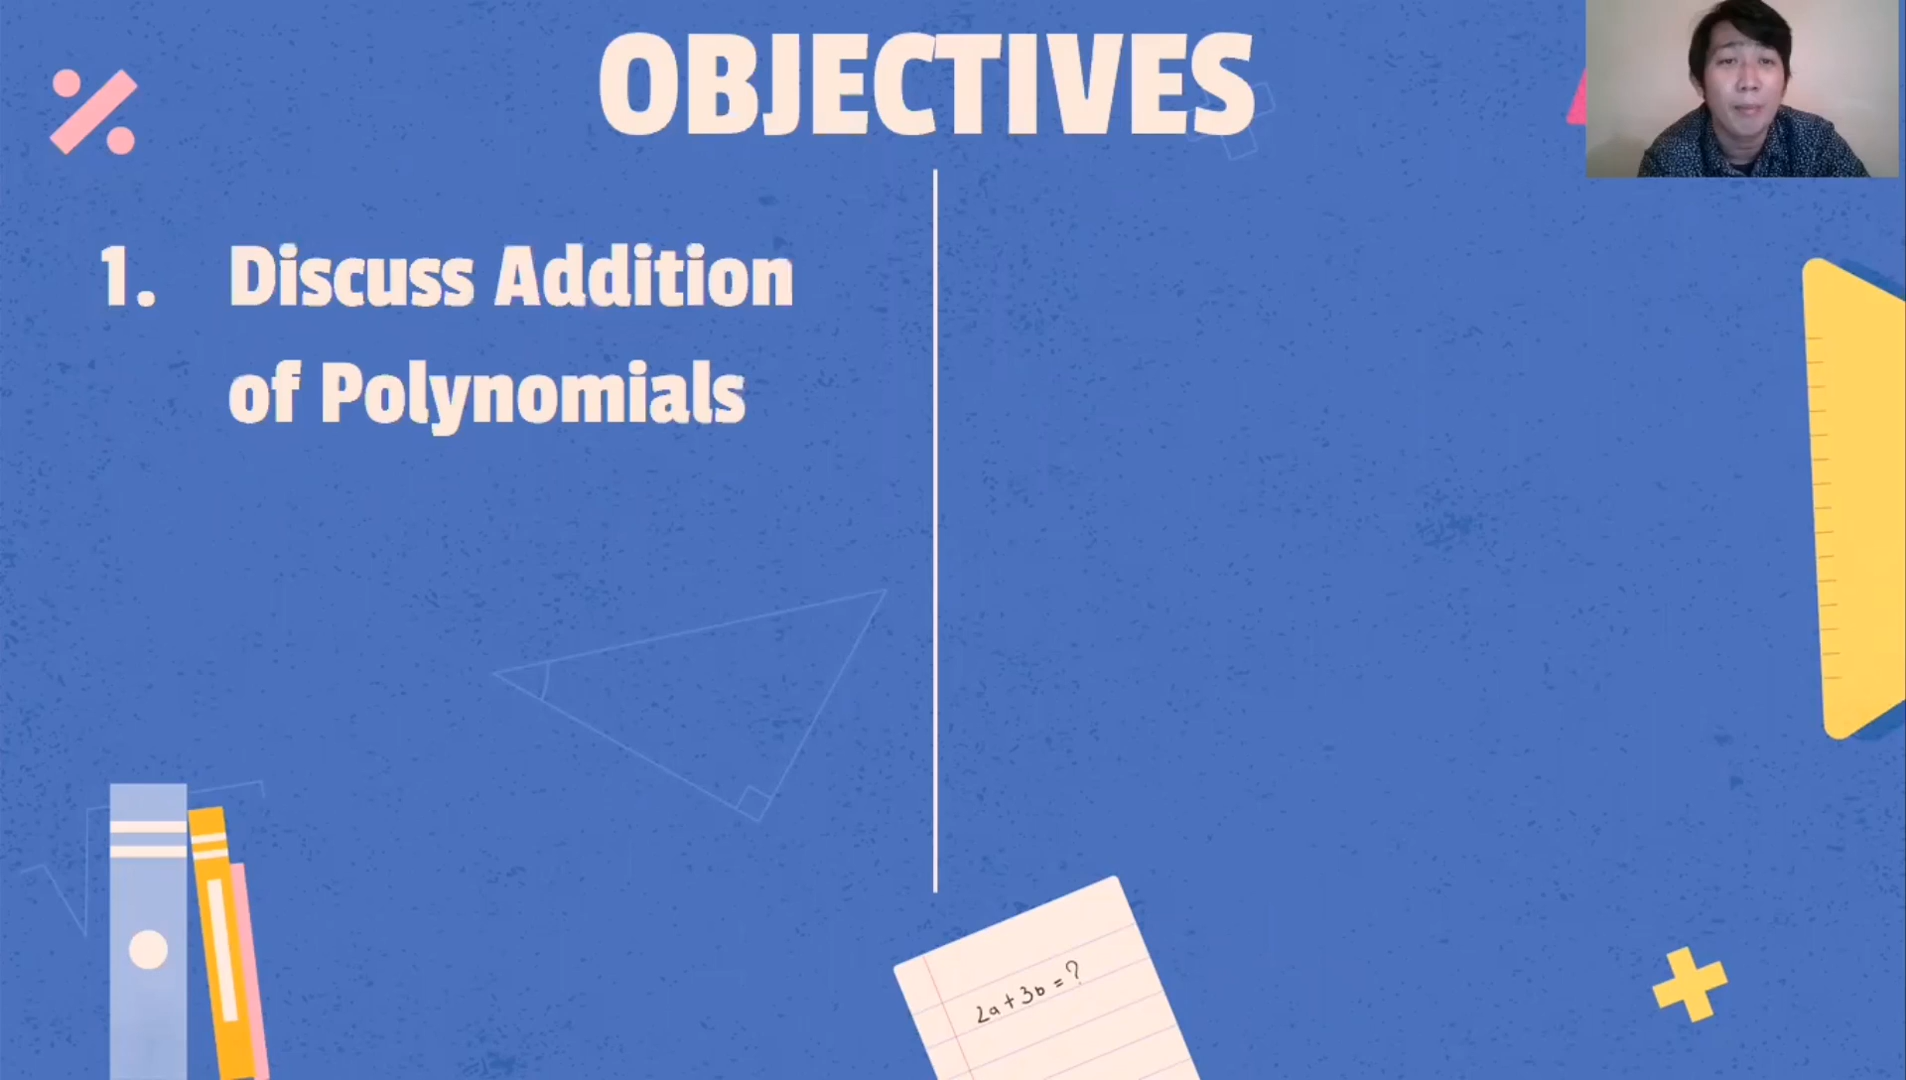 OBJECTIVES
1. Discuss Addition
of Polynomials
2a+3b=?